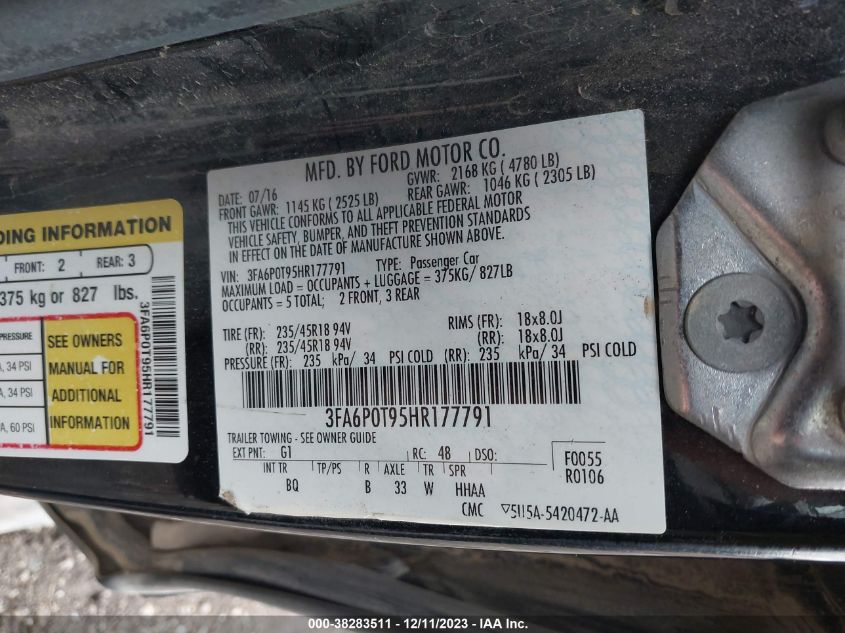 MFD. BY FORD MOTOR CO.
DATE: 07/16 GVWR: 2168 KG ( 4780 LB)
FRONT GAWR: 1145 KG ( 2525 LB) REAR GAWR: 1046 KG ( 2305 LB)
THIS VEHICLE CONFORMS TO ALL APPLICABLE FEDERAL MOTOR
VEHICLE SAFETY, BUMPER, AND THEFT PREVENTION STANDARDS
IN EFFECT ON THE DATE OF MANUFACTURE SHOWN ABOVE.
VIN: 3FA6P0T95HR177791 TYPE: Passenger Car
MAXIMUM LOAD = OCCUPANTS + LUGGAGE = 375KG/ 827LB
OCCUPANTS = 5 TOTAL; 2 FRONT, 3 REAR
TIRE (FR): 235/45R18 94V RIMS (FR): 18x8.0J
(RR): 235/45R18 94V (RR): 18x8.0J
PRESSURE (FR): 235 kPa/ 34 PSI COLD (RR): 235 kPa/ 34 PSI COLD
3FA6P0T95HR177791
TRAILER TOWING - SEE OWNER GUIDE
EXT PNT: G1 RC: 48 DSO: F0055
INT TR TP/PS R AXLE TR SPR R0106
BQ B 33 W HHAA
CMC 5U5A-5420472-AA
DING INFORMATION
FRONT: 2 REAR: 3
375 kg or 827 lbs.
PRESSURE SEE OWNERS
MANUAL FOR
ADDITIONAL
INFORMATION
A, 34 PSI
A, 34 PSI
A, 60 PSI
3FA6P0T95HR177791
000-38283511 - 12/11/2023 - IAA Inc.